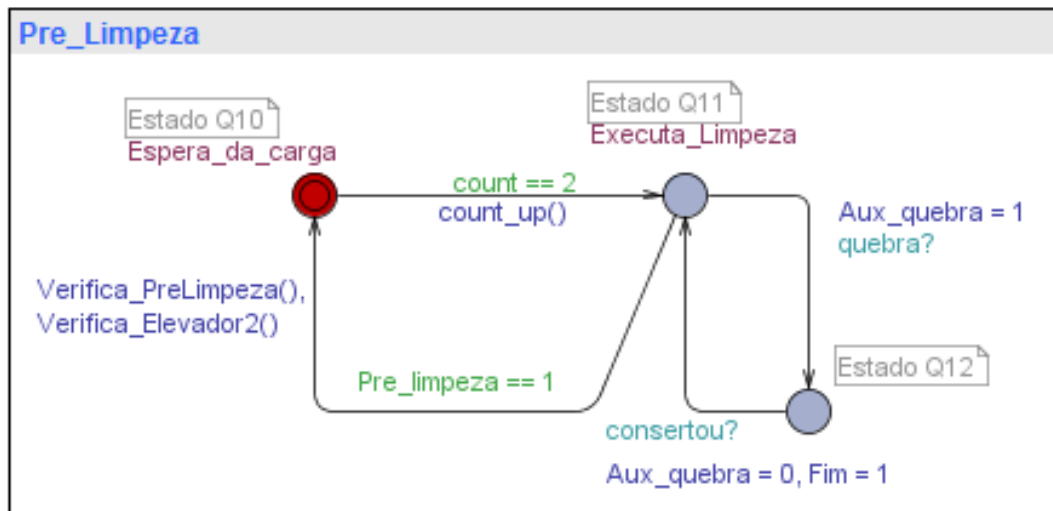 Pre_Limpeza
Estado Q10
Espera_da_carga
Estado Q11
Executa_Limpeza
count == 2
count_up()
Aux_quebra = 1
quebra?
Verifica_PreLimpeza(),
Verifica_Elevador2()
Pre_limpeza == 1
Estado Q12
consertou?
Aux_quebra = 0, Fim = 1